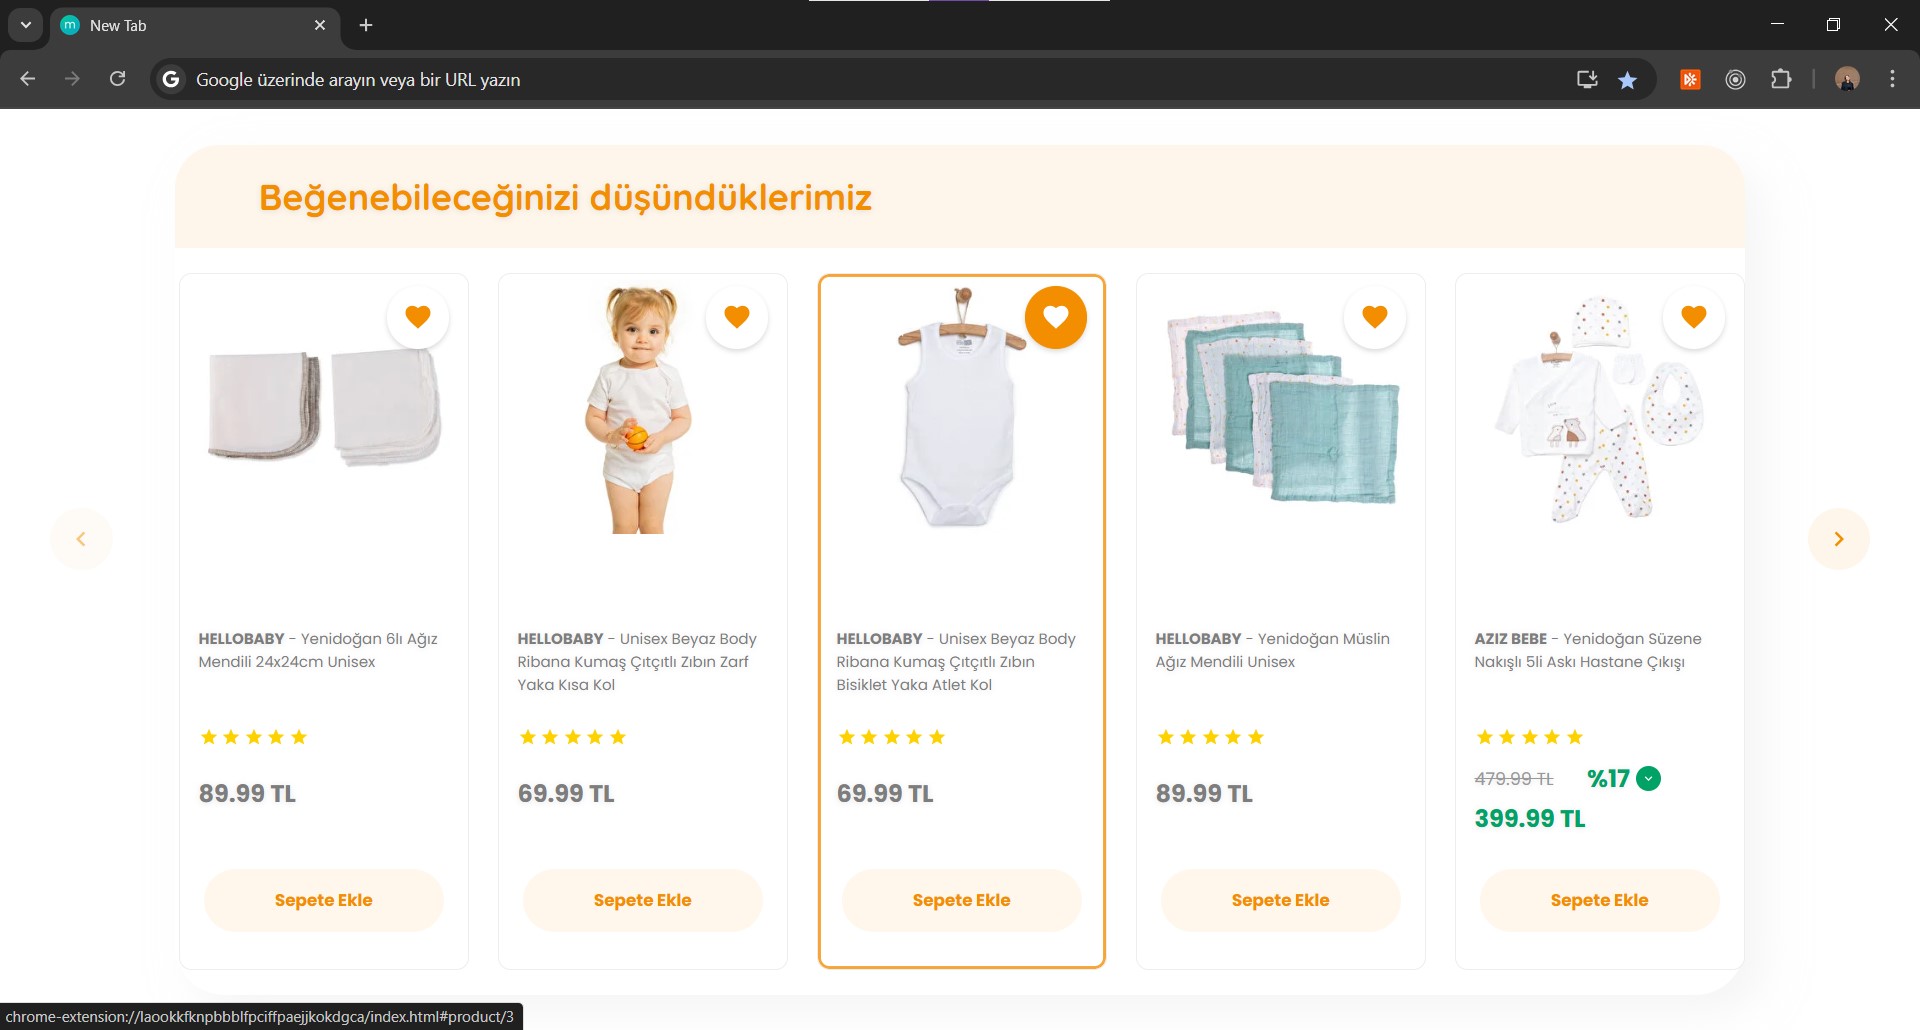 New Tab
Google üzerinde arayın veya bir URL yazın
Beğenebileceğinizi düşündüklerimiz
HELLOBABY - Yenidoğan 6lı Ağız
Mendili 24x24cm Unisex
89.99 TL
Sepete Ekle
HELLOBABY - Unisex Beyaz Body
Ribana Kumaş Çıtçıtlı Zıbın Zarf
Yaka Kısa Kol
69.99 TL
Sepete Ekle
HELLOBABY - Unisex Beyaz Body
Ribana Kumaş Çıtçıtlı Zıbın
Bisiklet Yaka Atlet Kol
69.99 TL
Sepete Ekle
HELLOBABY - Yenidoğan Müslin
Ağız Mendili Unisex
89.99 TL
Sepete Ekle
AZIZ BEBE - Yenidoğan Süzene
Nakışlı 5li Askı Hastane Çıkışı
479.99 TL %17
399.99 TL
Sepete Ekle
chrome-extension://laookkfknpbbblfpciffpaejjkokdgca/index.html#product/3